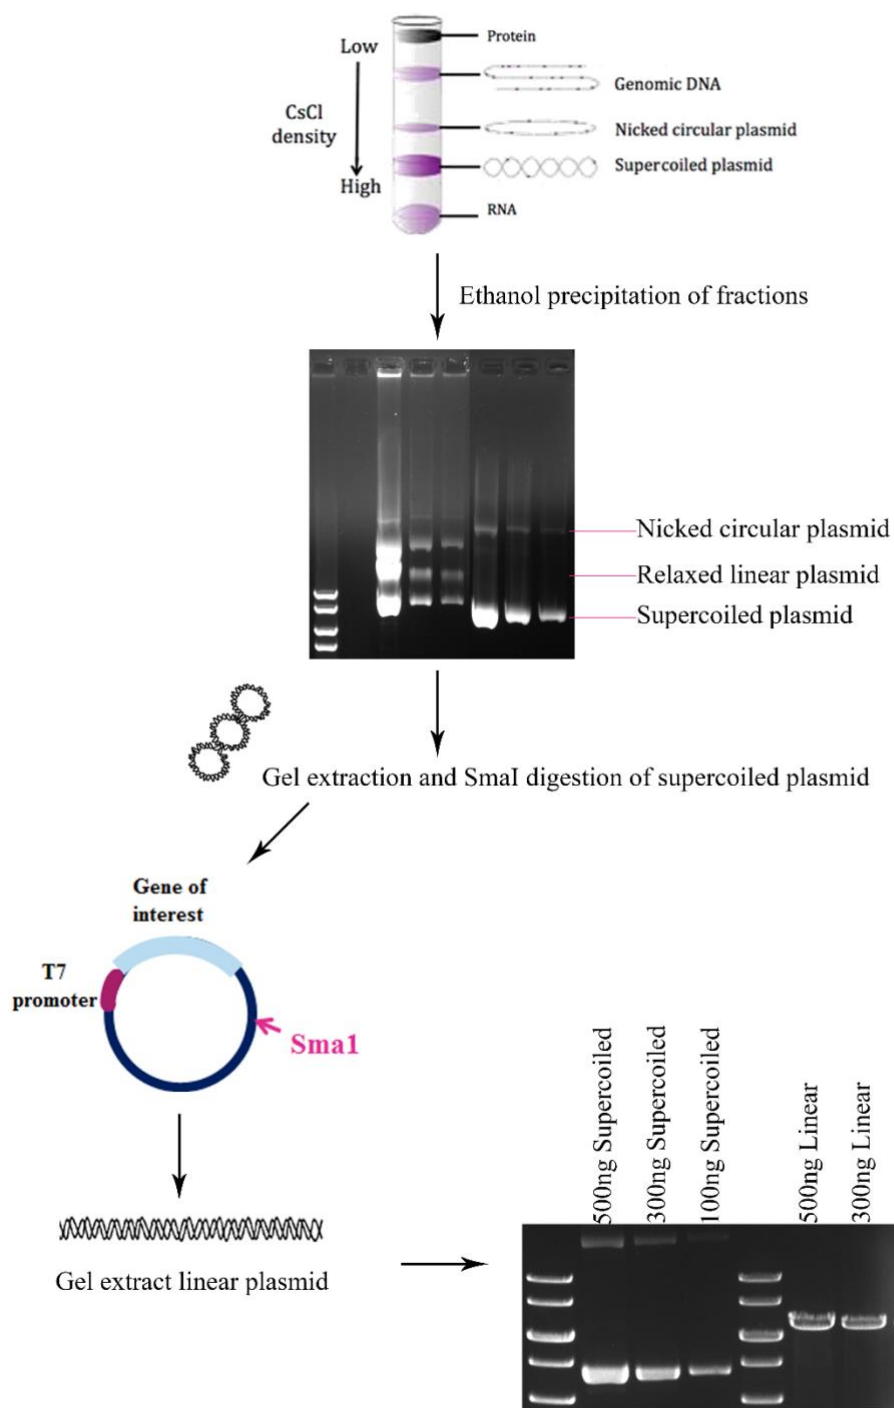 Low
CsCl
density
High
Protein
Genomic DNA
Nicked circular plasmid
Supercoiled plasmid
RNA
Ethanol precipitation of fractions
Nicked circular plasmid
Relaxed linear plasmid
Supercoiled plasmid
Gel extraction and SmaI digestion of supercoiled plasmid
Gene of
interest
T7
promoter
Sma1
Gel extract linear plasmid
500ng Supercoiled
300ng Supercoiled
100ng Supercoiled
500ng Linear
300ng Linear